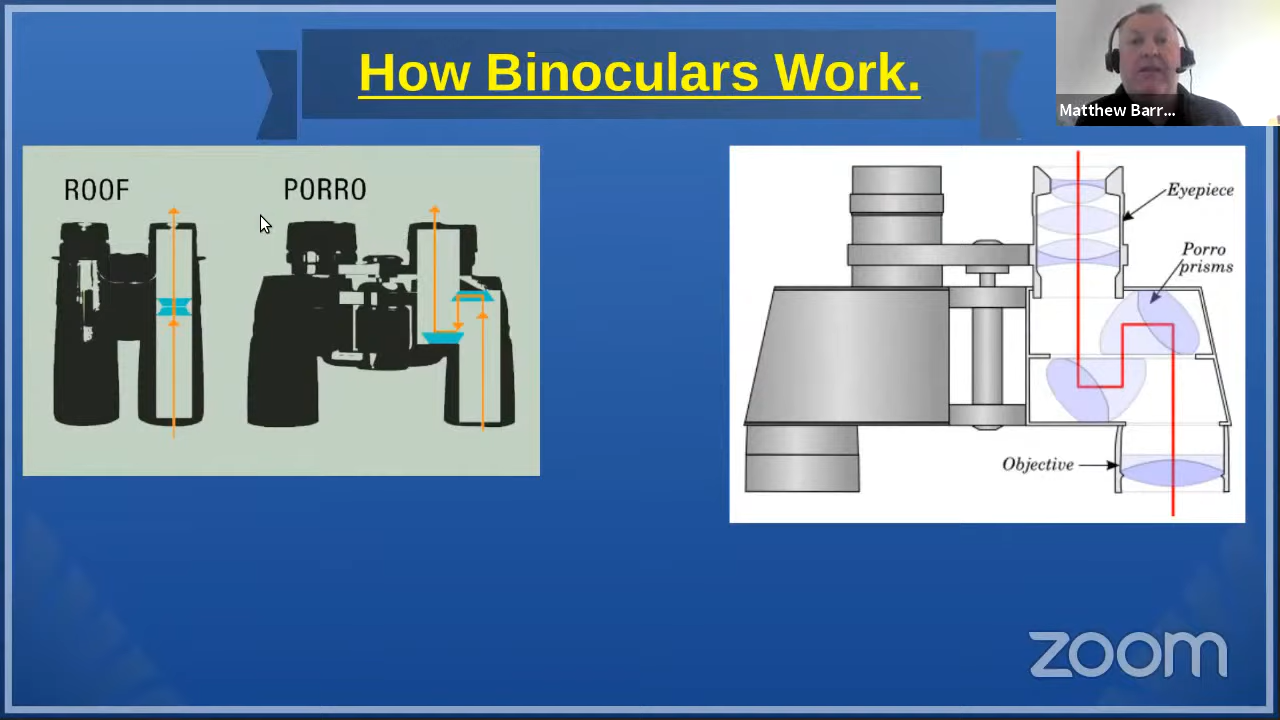 How Binoculars Work.
Matthew Barr...
ROOF
PORRO
Eyepiece
Porro
prisms
Objective
zoom